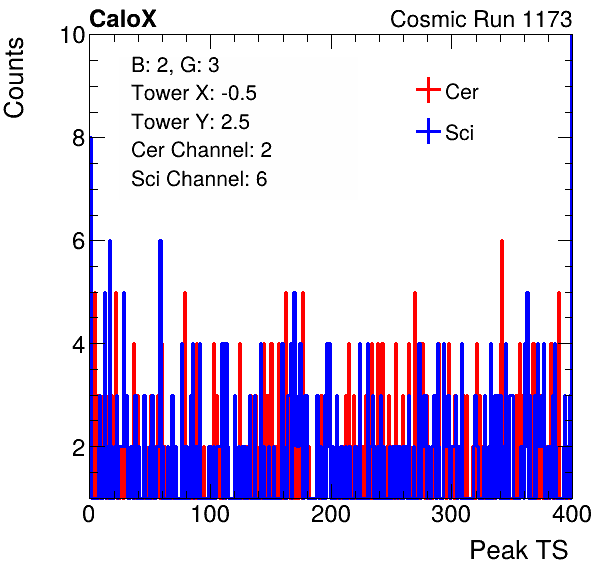 CaloX
Cosmic Run 1173
Counts
10
8
6
4
2
B: 2, G: 3
Tower X: -0.5
Tower Y: 2.5
Cer Channel: 2
Sci Channel: 6
Cer
Sci
0
100
200
300
400
Peak TS